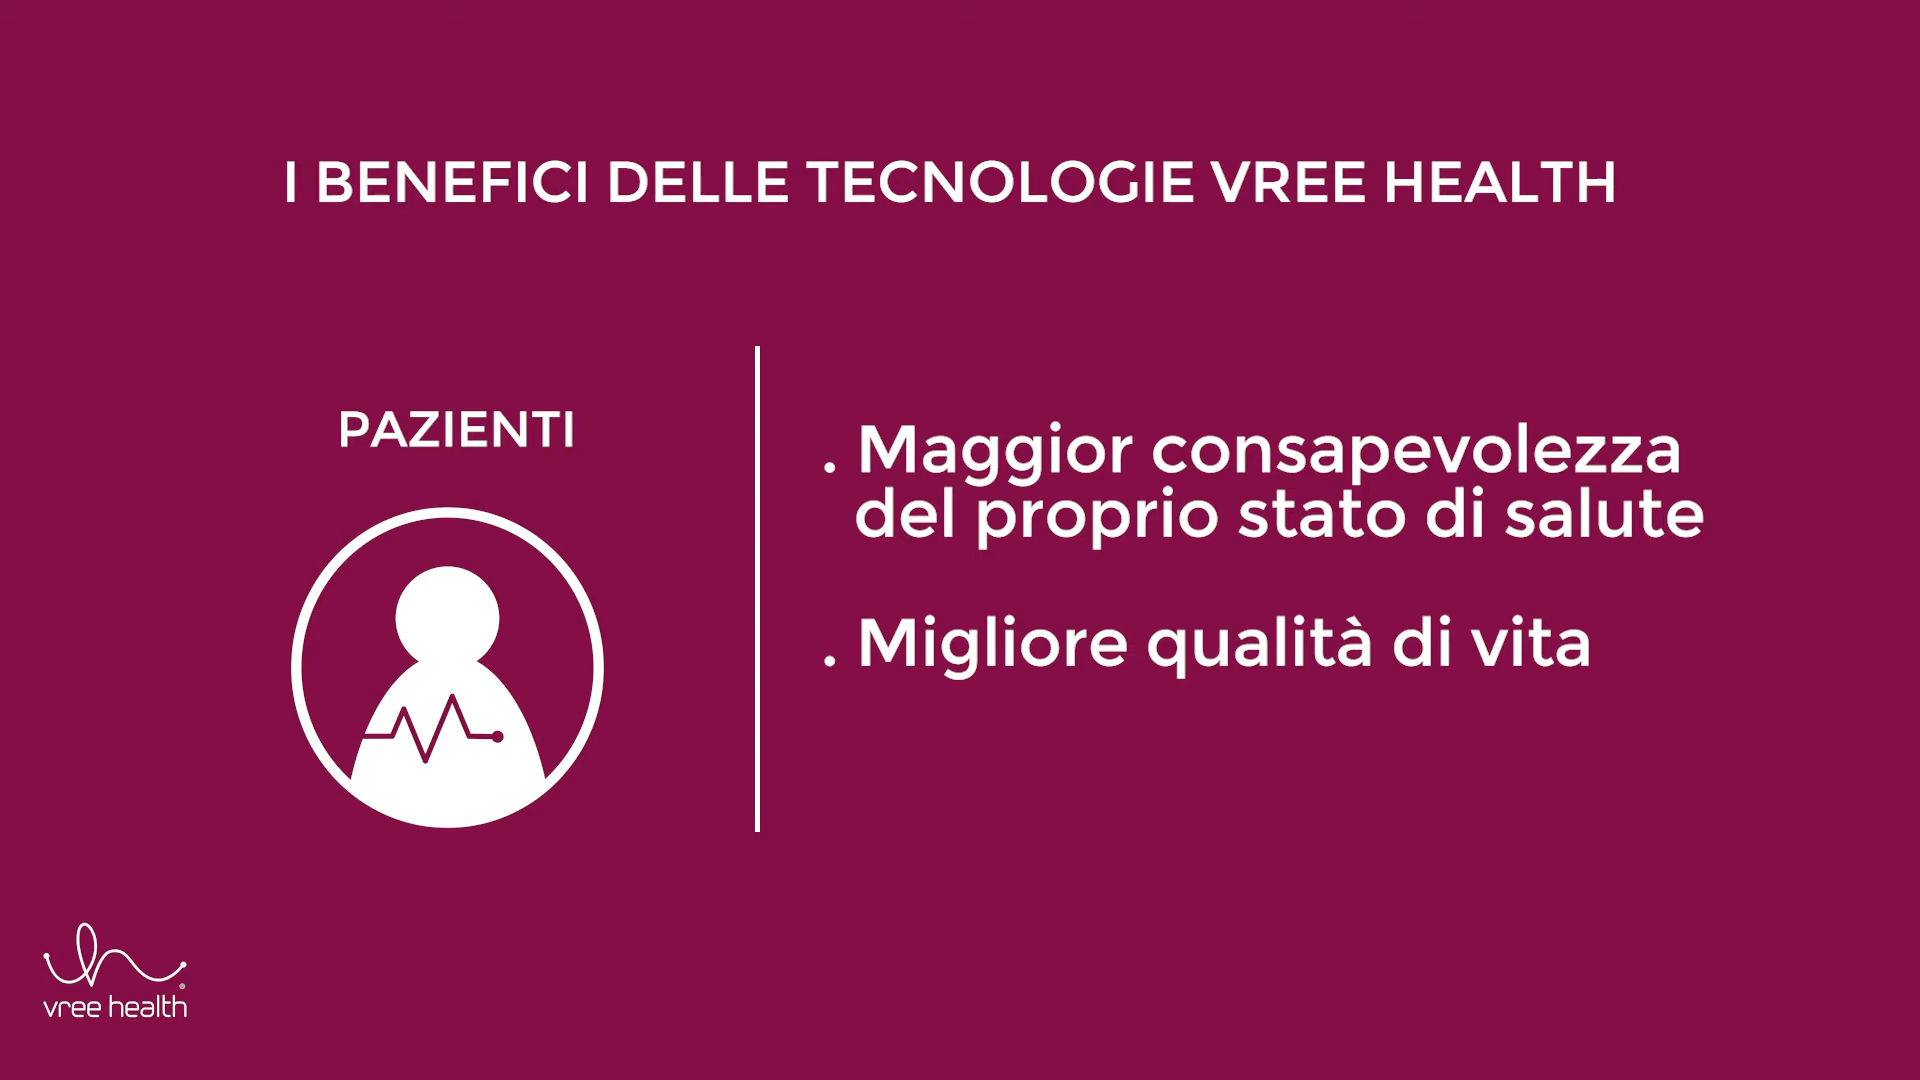 I BENEFICI DELLE TECNOLOGIE VREE HEALTH
PAZIENTI
. Maggior consapevolezza
del proprio stato di salute
. Migliore qualità di vita
®
vree health